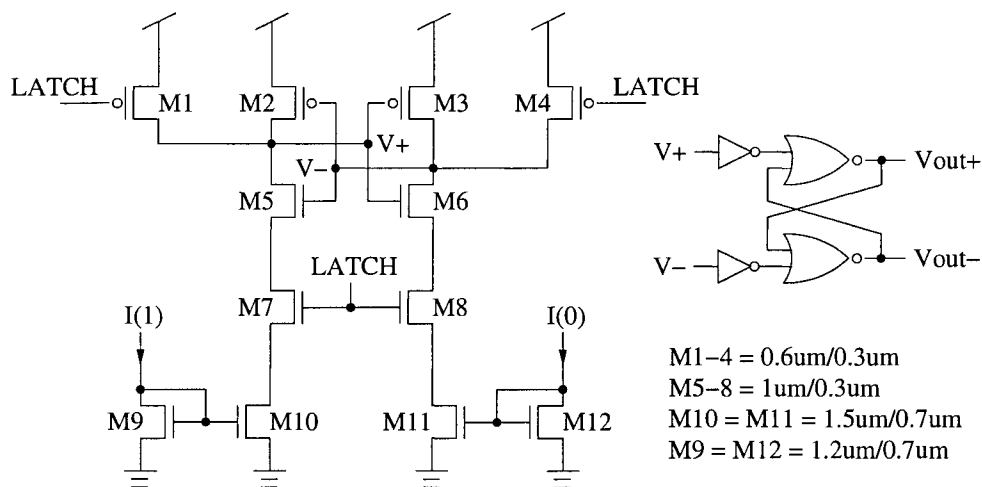 LATCH
M1
M2
M3
M4
LATCH
V+
V-
M5
M6
LATCH
M7
M8
I(1)
I(0)
M9
M10
M11
M12
V+
Vout+
V-
Vout-
M1-4 = 0.6um/0.3um
M5-8 = 1um/0.3um
M10 = M11 = 1.5um/0.7um
M9 = M12 = 1.2um/0.7um